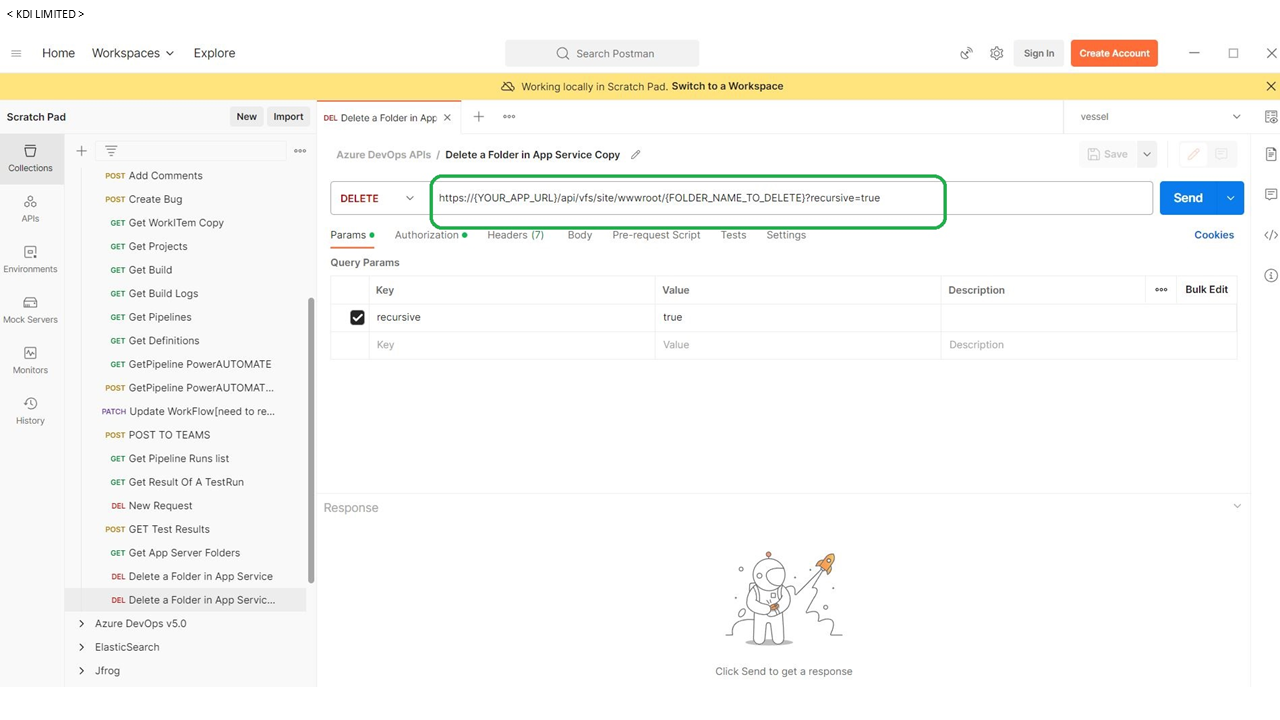 < KDI LIMITED >
Home Workspaces Explore Search Postman Sign In Create Account
Working locally in Scratch Pad. Switch to a Workspace
Scratch Pad New Import DEL Delete a Folder in App vessel
Collections
APIs
Environments
Mock Servers
Monitors
History
POST Add Comments
POST Create Bug
GET Get WorkITem Copy
GET Get Projects
GET Get Build
GET Get Build Logs
GET Get Pipelines
GET Get Definitions
GET GetPipeline PowerAUTOMATE
POST GetPipeline PowerAUTOMAT...
PATCH Update WorkFlow[need to re...
POST POST TO TEAMS
GET Get Pipeline Runs list
GET Get Result Of A TestRun
DEL New Request
POST GET Test Results
GET Get App Server Folders
DEL Delete a Folder in App Service
DEL Delete a Folder in App Servic...
Azure DevOps v5.0
ElasticSearch
Jfrog
Azure DevOps APIs / Delete a Folder in App Service Copy Save
DELETE https://{YOUR_APP_URL}/api/vfs/site/wwwroot/{FOLDER_NAME_TO_DELETE}?recursive=true Send
Params Authorization Headers (7) Body Pre-request Script Tests Settings Cookies
Query Params
Key Value Description Bulk Edit
recursive true
Key Value Description
Response
Click Send to get a response